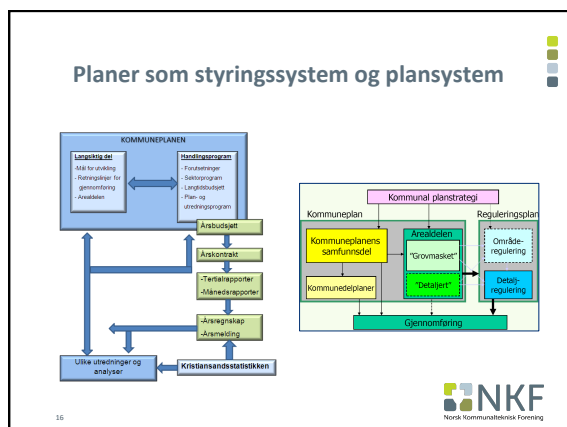 Planer som styringssystem og plansystem
KOMMUNEPLANEN
Langsiktig del
-Mål for utvikling
- Retningslinjer for
gjennomføring
- Arealdelen
Handlingsprogram
- Forutsetninger
- Sektorprogram
- Langtidsbudsjett
- Plan- og
utredningsprogram
Årsbudsjett
Årskontrakt
-Tertialrapporter
-Månedsrapporter
-Årsregnskap
-Årsmelding
Ulike utredninger og
analyser
Kristiansandsstatistikken
Kommunal planstrategi
Kommuneplan
Reguleringsplan
Kommuneplanens
samfunnsdel
Kommunedelplaner
Arealdelen
"Grovmasket"
"Detaljert"
Område-
regulering
Detalj-
regulering
Gjennomføring
16
NKF
Norsk Kommunalteknisk Forening